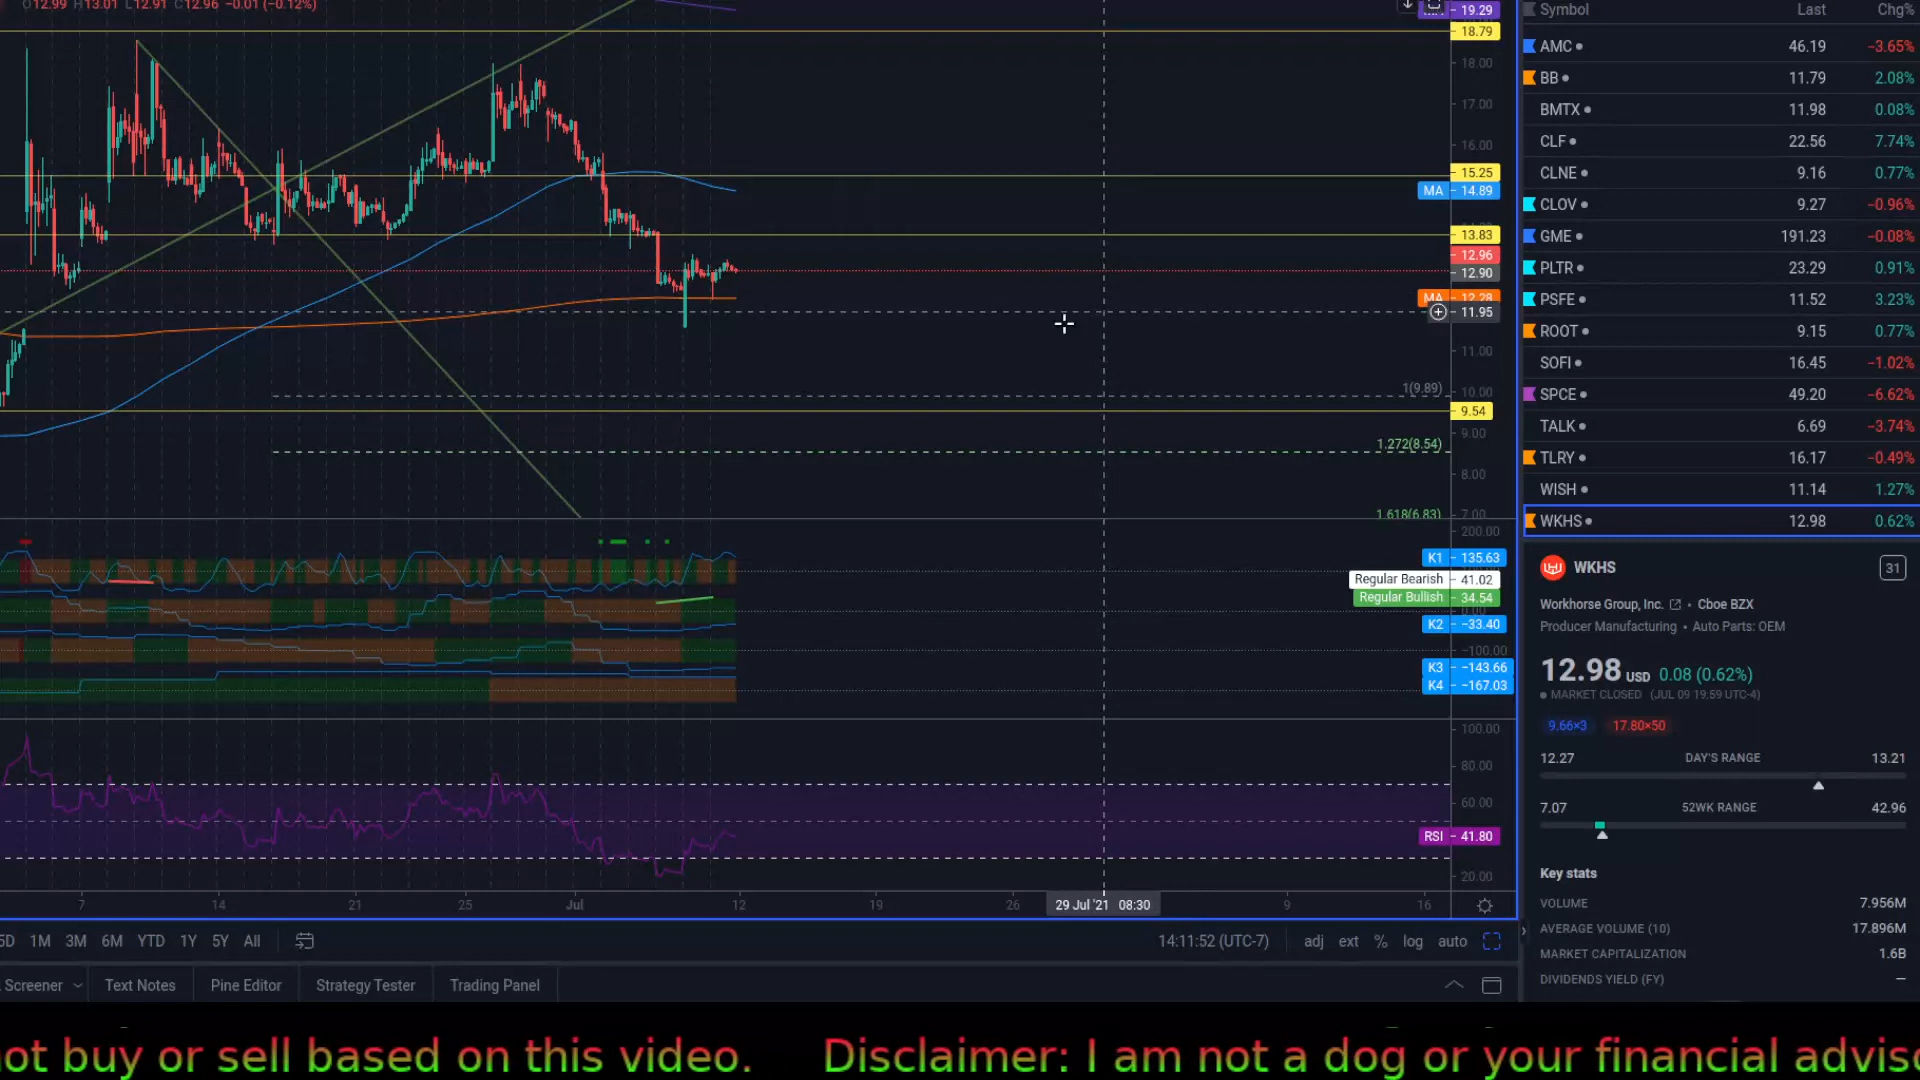 O12.99 H13.01 L12.91 C12.96 −0.01 (−0.12%)
19.29
18.79
18.00
17.00
16.00
15.25
MA 14.89
13.83
12.96
12.90
MA 12.28
11.95
11.00
1(9.89)
10.00
9.54
9.00
1.272(8.54)
8.00
1.618(6.83)
7.00
200.00
K1 135.63
Regular Bearish 41.02
Regular Bullish 34.54
0.00
K2 −33.40
−100.00
K3 −143.66
K4 −167.03
100.00
80.00
60.00
RSI 41.80
20.00
7 14 21 25 Jul 12 19 26 29 Jul '21 08:30 9 16
5D 1M 3M 6M YTD 1Y 5Y All
14:11:52 (UTC-7) adj ext % log auto
Screener Text Notes Pine Editor Strategy Tester Trading Panel
Symbol Last Chg%
AMC 46.19 −3.65%
BB 11.79 2.08%
BMTX 11.98 0.08%
CLF 22.56 7.74%
CLNE 9.16 0.77%
CLOV 9.27 −0.96%
GME 191.23 −0.08%
PLTR 23.29 0.91%
PSFE 11.52 3.23%
ROOT 9.15 0.77%
SOFI 16.45 −1.02%
SPCE 49.20 −6.62%
TALK 6.69 −3.74%
TLRY 16.17 −0.49%
WISH 11.14 1.27%
WKHS 12.98 0.62%
WKHS 31
Workhorse Group, Inc. • Cboe BZX
Producer Manufacturing • Auto Parts: OEM
12.98 USD 0.08 (0.62%)
MARKET CLOSED (JUL 09 19:59 UTC-4)
9.66×3 17.80×50
12.27 DAY'S RANGE 13.21
7.07 52WK RANGE 42.96
Key stats
VOLUME 7.956M
AVERAGE VOLUME (10) 17.896M
MARKET CAPITALIZATION 1.6B
DIVIDENDS YIELD (FY) —
ot buy or sell based on this video. Disclaimer: I am not a dog or your financial adviso